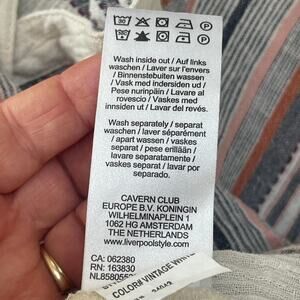 Wash inside out / Auf links
waschen / Laver sur l'envers
/ Binnenstebuiten wassen
/ Vask med indersiden ud /
Pese nurinpäin / Lavare al
rovescio / Vaskes med
innsiden ut / Lavar del
Wash separately / separat
waschen / laver séparément
/ apart wassen / vaskes
separat / pese erillään /
lavare separatamente /
vaskes separat / lavar por
separado.
CAVERN CLUB
EUROPE B.V. KONINGIN
WILHELMINAPLEIN 1
1062 HG AMSTERDAM
THE NETHERLANDS
www.liverpoolstyle.com
CA: 062380
RN: 163830
COLOR# VINTAGE WHITE